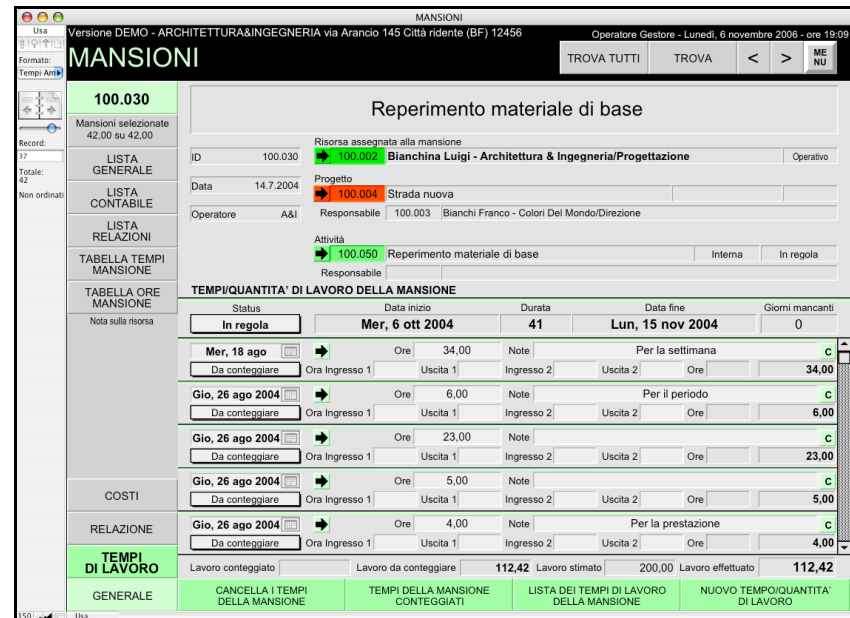 MANSIONI
Usa
Versione DEMO - ARCHITETTURA&INGEGNERIA via Arancio 145 Città ridente (BF) 12456
Operatore Gestore - Lunedì, 6 novembre 2006 - ore 19:09
MANSIONI
TROVA TUTTI
TROVA
<
>
ME
NU
Formato:
Tempi Am
Record:
37
Totale:
42
Non ordinati
100.030
Mansioni selezionate
42,00 su 42,00
LISTA
GENERALE
LISTA
CONTABILE
LISTA
RELAZIONI
TABELLA TEMPI
MANSIONE
TABELLA ORE
MANSIONE
Nota sulla risorsa
COSTI
RELAZIONE
TEMPI
DI LAVORO
GENERALE
Reperimento materiale di base
ID 100.030
Data 14.7.2004
Operatore A&I
Risorsa assegnata alla mansione
100.002 Bianchina Luigi - Architettura & Ingegneria/Progettazione Operativo
Progetto
100.004 Strada nuova
Responsabile 100.003 Bianchi Franco - Colori Del Mondo/Direzione
Attività
100.050 Reperimento materiale di base Interna In regola
Responsabile
TEMPI/QUANTITA' DI LAVORO DELLA MANSIONE
Status Data inizio Durata Data fine Giorni mancanti
In regola Mer, 6 ott 2004 41 Lun, 15 nov 2004 0
Mer, 18 ago Ore 34,00 Note Per la settimana C
Da conteggiare Ora Ingresso 1 Uscita 1 Ingresso 2 Uscita 2 Ore 34,00
Gio, 26 ago 2004 Ore 6,00 Note Per il periodo C
Da conteggiare Ora Ingresso 1 Uscita 1 Ingresso 2 Uscita 2 Ore 6,00
Gio, 26 ago 2004 Ore 23,00 Note C
Da conteggiare Ora Ingresso 1 Uscita 1 Ingresso 2 Uscita 2 Ore 23,00
Gio, 26 ago 2004 Ore 5,00 Note C
Da conteggiare Ora Ingresso 1 Uscita 1 Ingresso 2 Uscita 2 Ore 5,00
Gio, 26 ago 2004 Ore 4,00 Note Per la prestazione C
Da conteggiare Ora Ingresso 1 Uscita 1 Ingresso 2 Uscita 2 Ore 4,00
Lavoro conteggiato Lavoro da conteggiare 112,42 Lavoro stimato 200,00 Lavoro effettuato 112,42
CANCELLA I TEMPI
DELLA MANSIONE
TEMPI DELLA MANSIONE
CONTEGGIATI
LISTA DEI TEMPI DI LAVORO
DELLA MANSIONE
NUOVO TEMPO/QUANTITA'
DI LAVORO
150 Usa